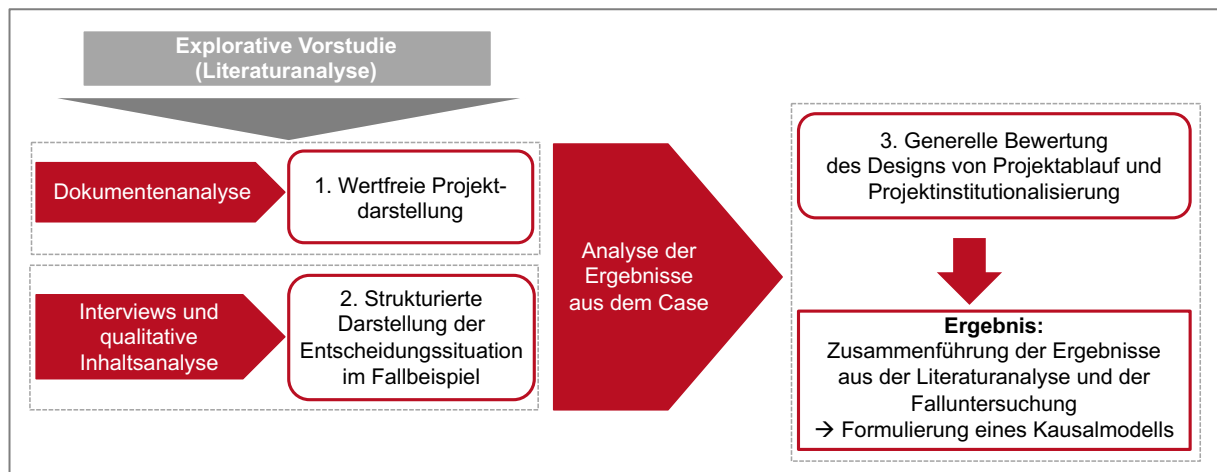 Explorative Vorstudie
(Literaturanalyse)
Dokumentenanalyse
1. Wertfreie Projekt-
darstellung
Interviews und
qualitative
Inhaltsanalyse
2. Strukturierte
Darstellung der
Entscheidungssituation
im Fallbeispiel
Analyse der
Ergebnisse
aus dem Case
3. Generelle Bewertung
des Designs von Projektablauf und
Projektinstitutionalisierung
Ergebnis:
Zusammenführung der Ergebnisse
aus der Literaturanalyse und der
Falluntersuchung
→ Formulierung eines Kausalmodells